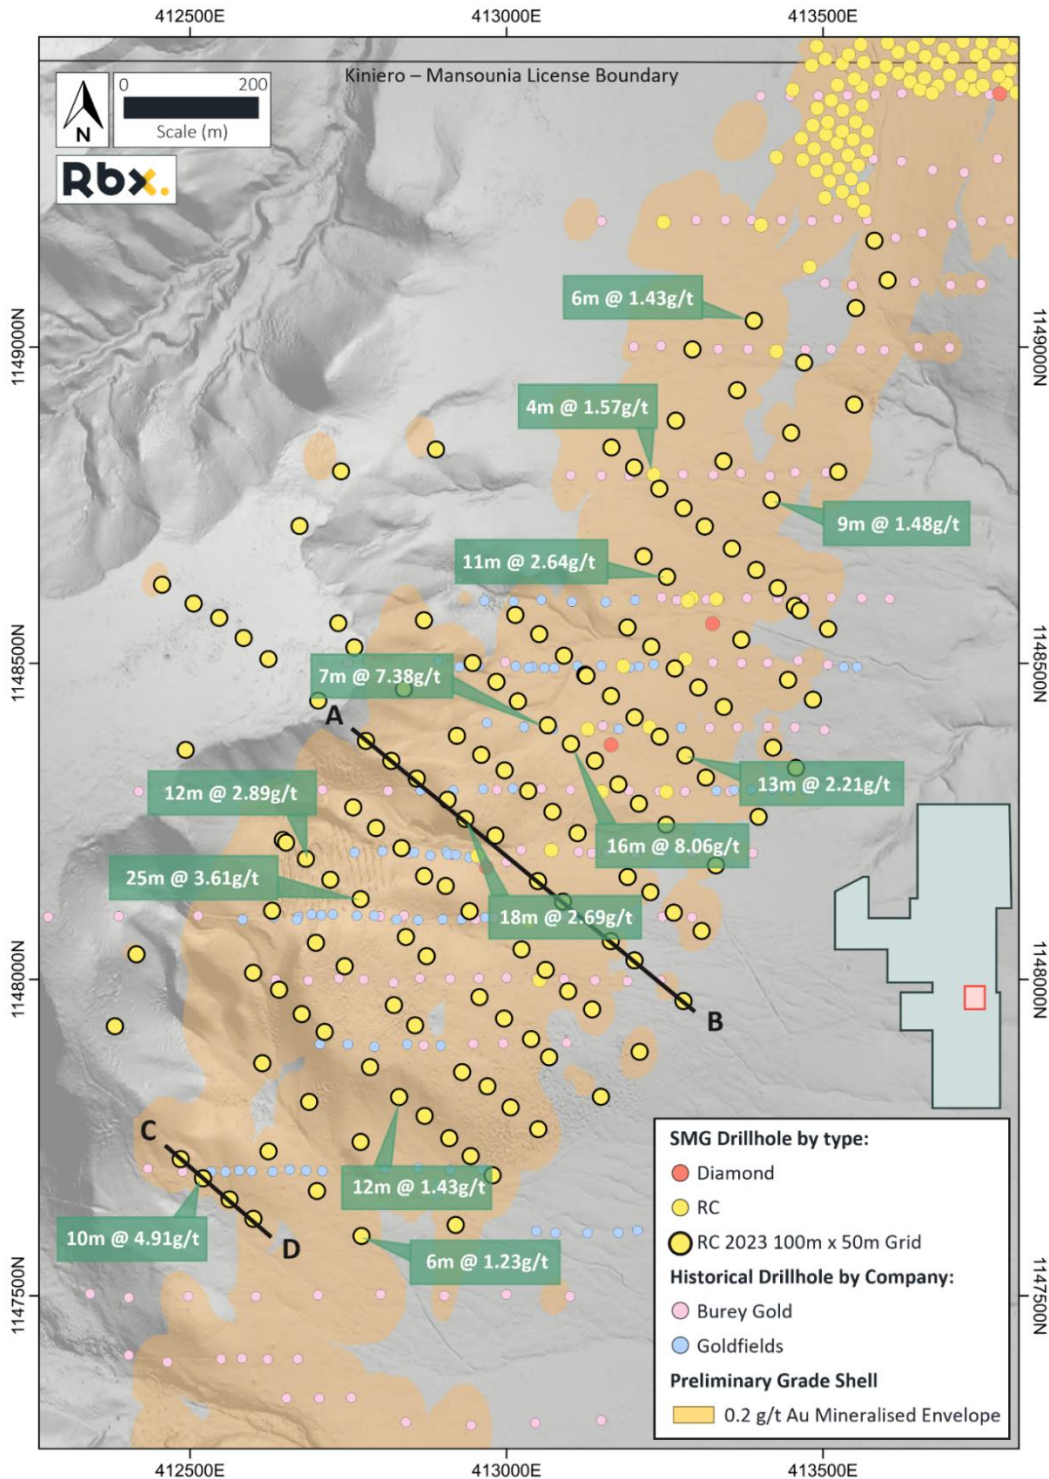 412500E
413000E
413500E
Kiniero – Mansounia License Boundary
0
200
Scale (m)
N
Rbx.
6m @ 1.43g/t
1149000N
1149000N
4m @ 1.57g/t
9m @ 1.48g/t
11m @ 2.64g/t
1148500N
1148500N
7m @ 7.38g/t
A
13m @ 2.21g/t
12m @ 2.89g/t
16m @ 8.06g/t
25m @ 3.61g/t
18m @ 2.69g/t
1148000N
1148000N
B
C
12m @ 1.43g/t
10m @ 4.91g/t
D
6m @ 1.23g/t
1147500N
1147500N
SMG Drillhole by type:
Diamond
RC
RC 2023 100m x 50m Grid
Historical Drillhole by Company:
Burey Gold
Goldfields
Preliminary Grade Shell
0.2 g/t Au Mineralised Envelope
412500E
413000E
413500E